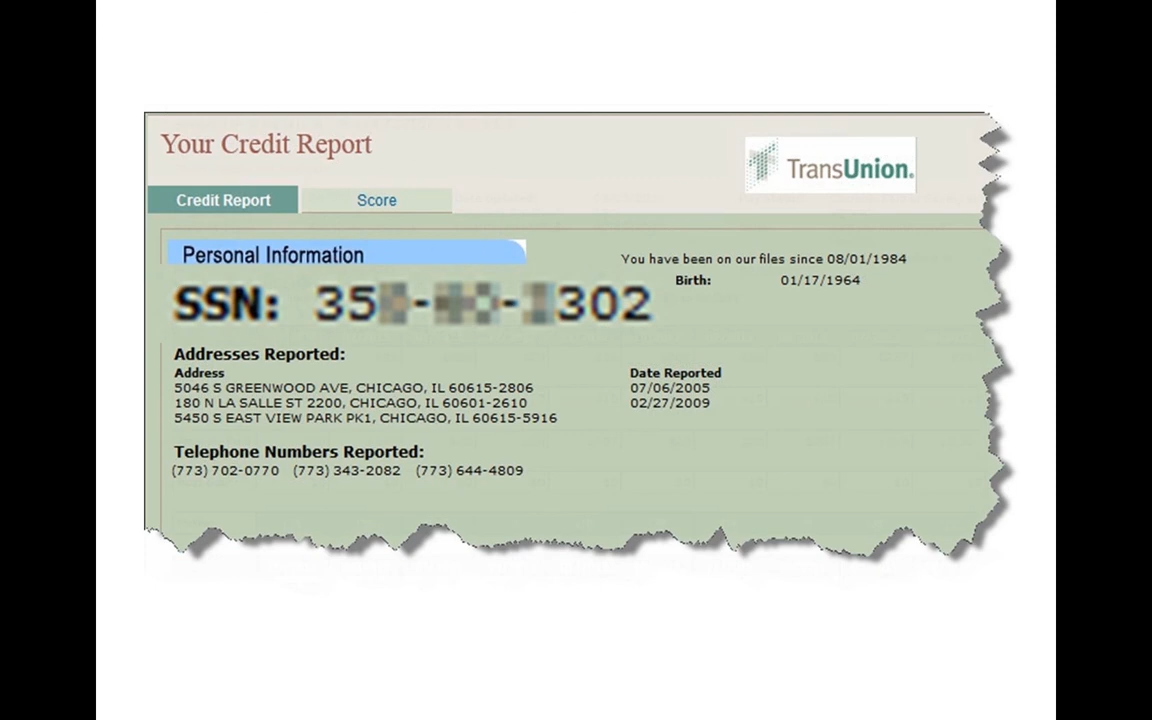 Your Credit Report
TransUnion.
Credit Report Score
Personal Information
You have been on our files since 08/01/1984
Birth: 01/17/1964
SSN: 35 - - 302
Addresses Reported:
Address Date Reported
5046 S GREENWOOD AVE, CHICAGO, IL 60615-2806 07/06/2005
180 N LA SALLE ST 2200, CHICAGO, IL 60601-2610 02/27/2009
5450 S EAST VIEW PARK PK1, CHICAGO, IL 60615-5916
Telephone Numbers Reported:
(773) 702-0770 (773) 343-2082 (773) 644-4809